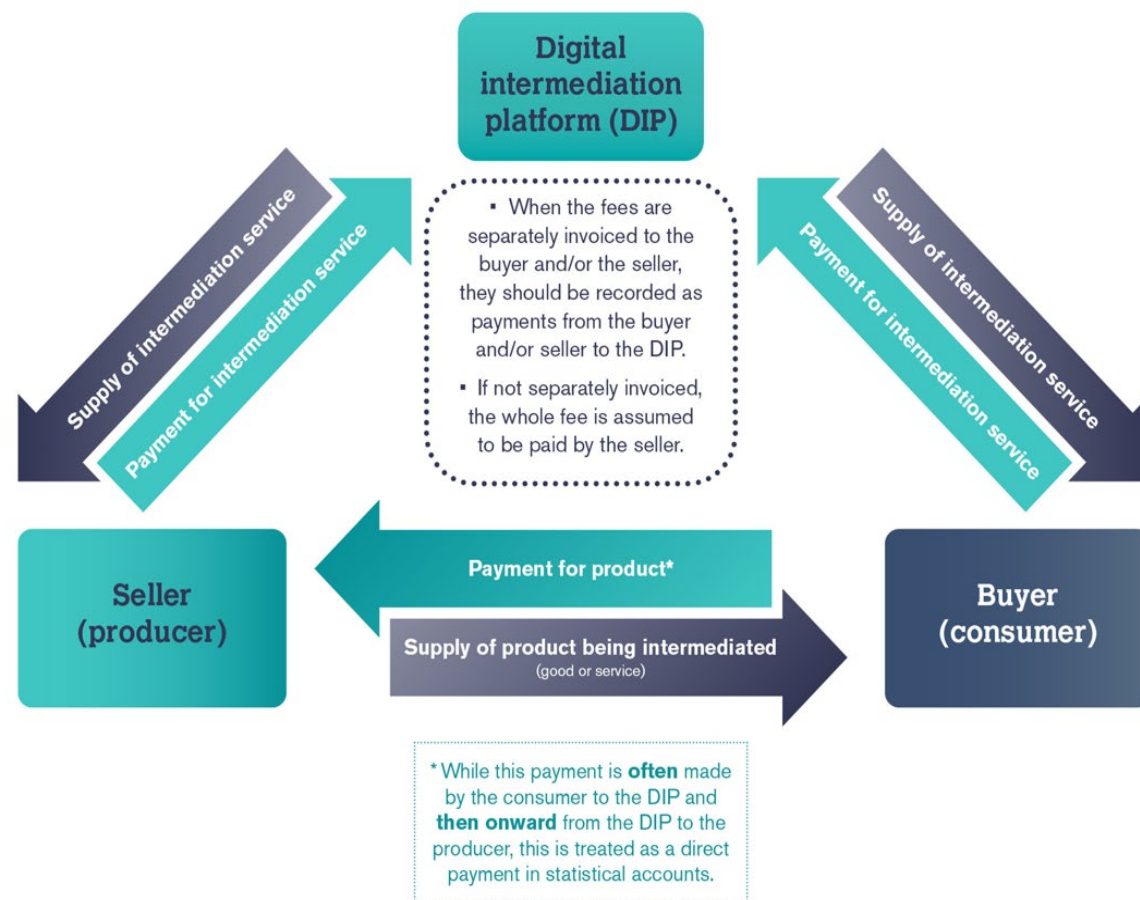 Digital
intermediation
platform (DIP)
Supply of intermediation service
Payment for intermediation service
▪ When the fees are
separately invoiced to the
buyer and/or the seller,
they should be recorded as
payments from the buyer
and/or seller to the DIP.
▪ If not separately invoiced,
the whole fee is assumed
to be paid by the seller.
Payment for intermediation service
Supply of intermediation service
Seller
(producer)
Payment for product*
Supply of product being intermediated
(good or service)
Buyer
(consumer)
* While this payment is often made
by the consumer to the DIP and
then onward from the DIP to the
producer, this is treated as a direct
payment in statistical accounts.